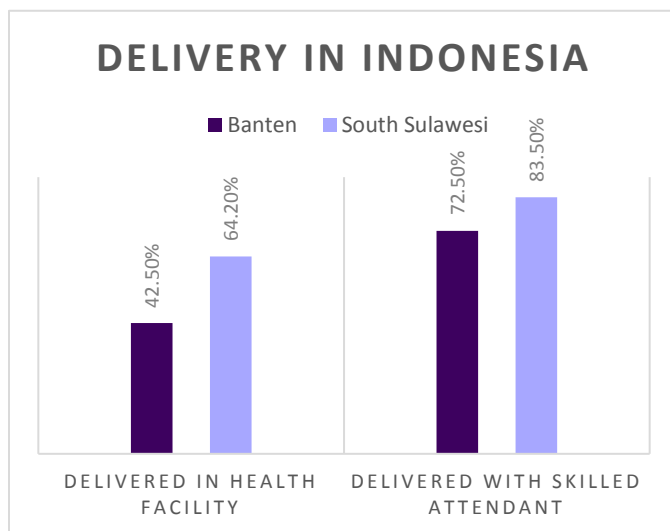 DELIVERY IN INDONESIA
Banten South Sulawesi
42.50%
64.20%
72.50%
83.50%
DELIVERED IN HEALTH
FACILITY
DELIVERED WITH SKILLED
ATTENDANT